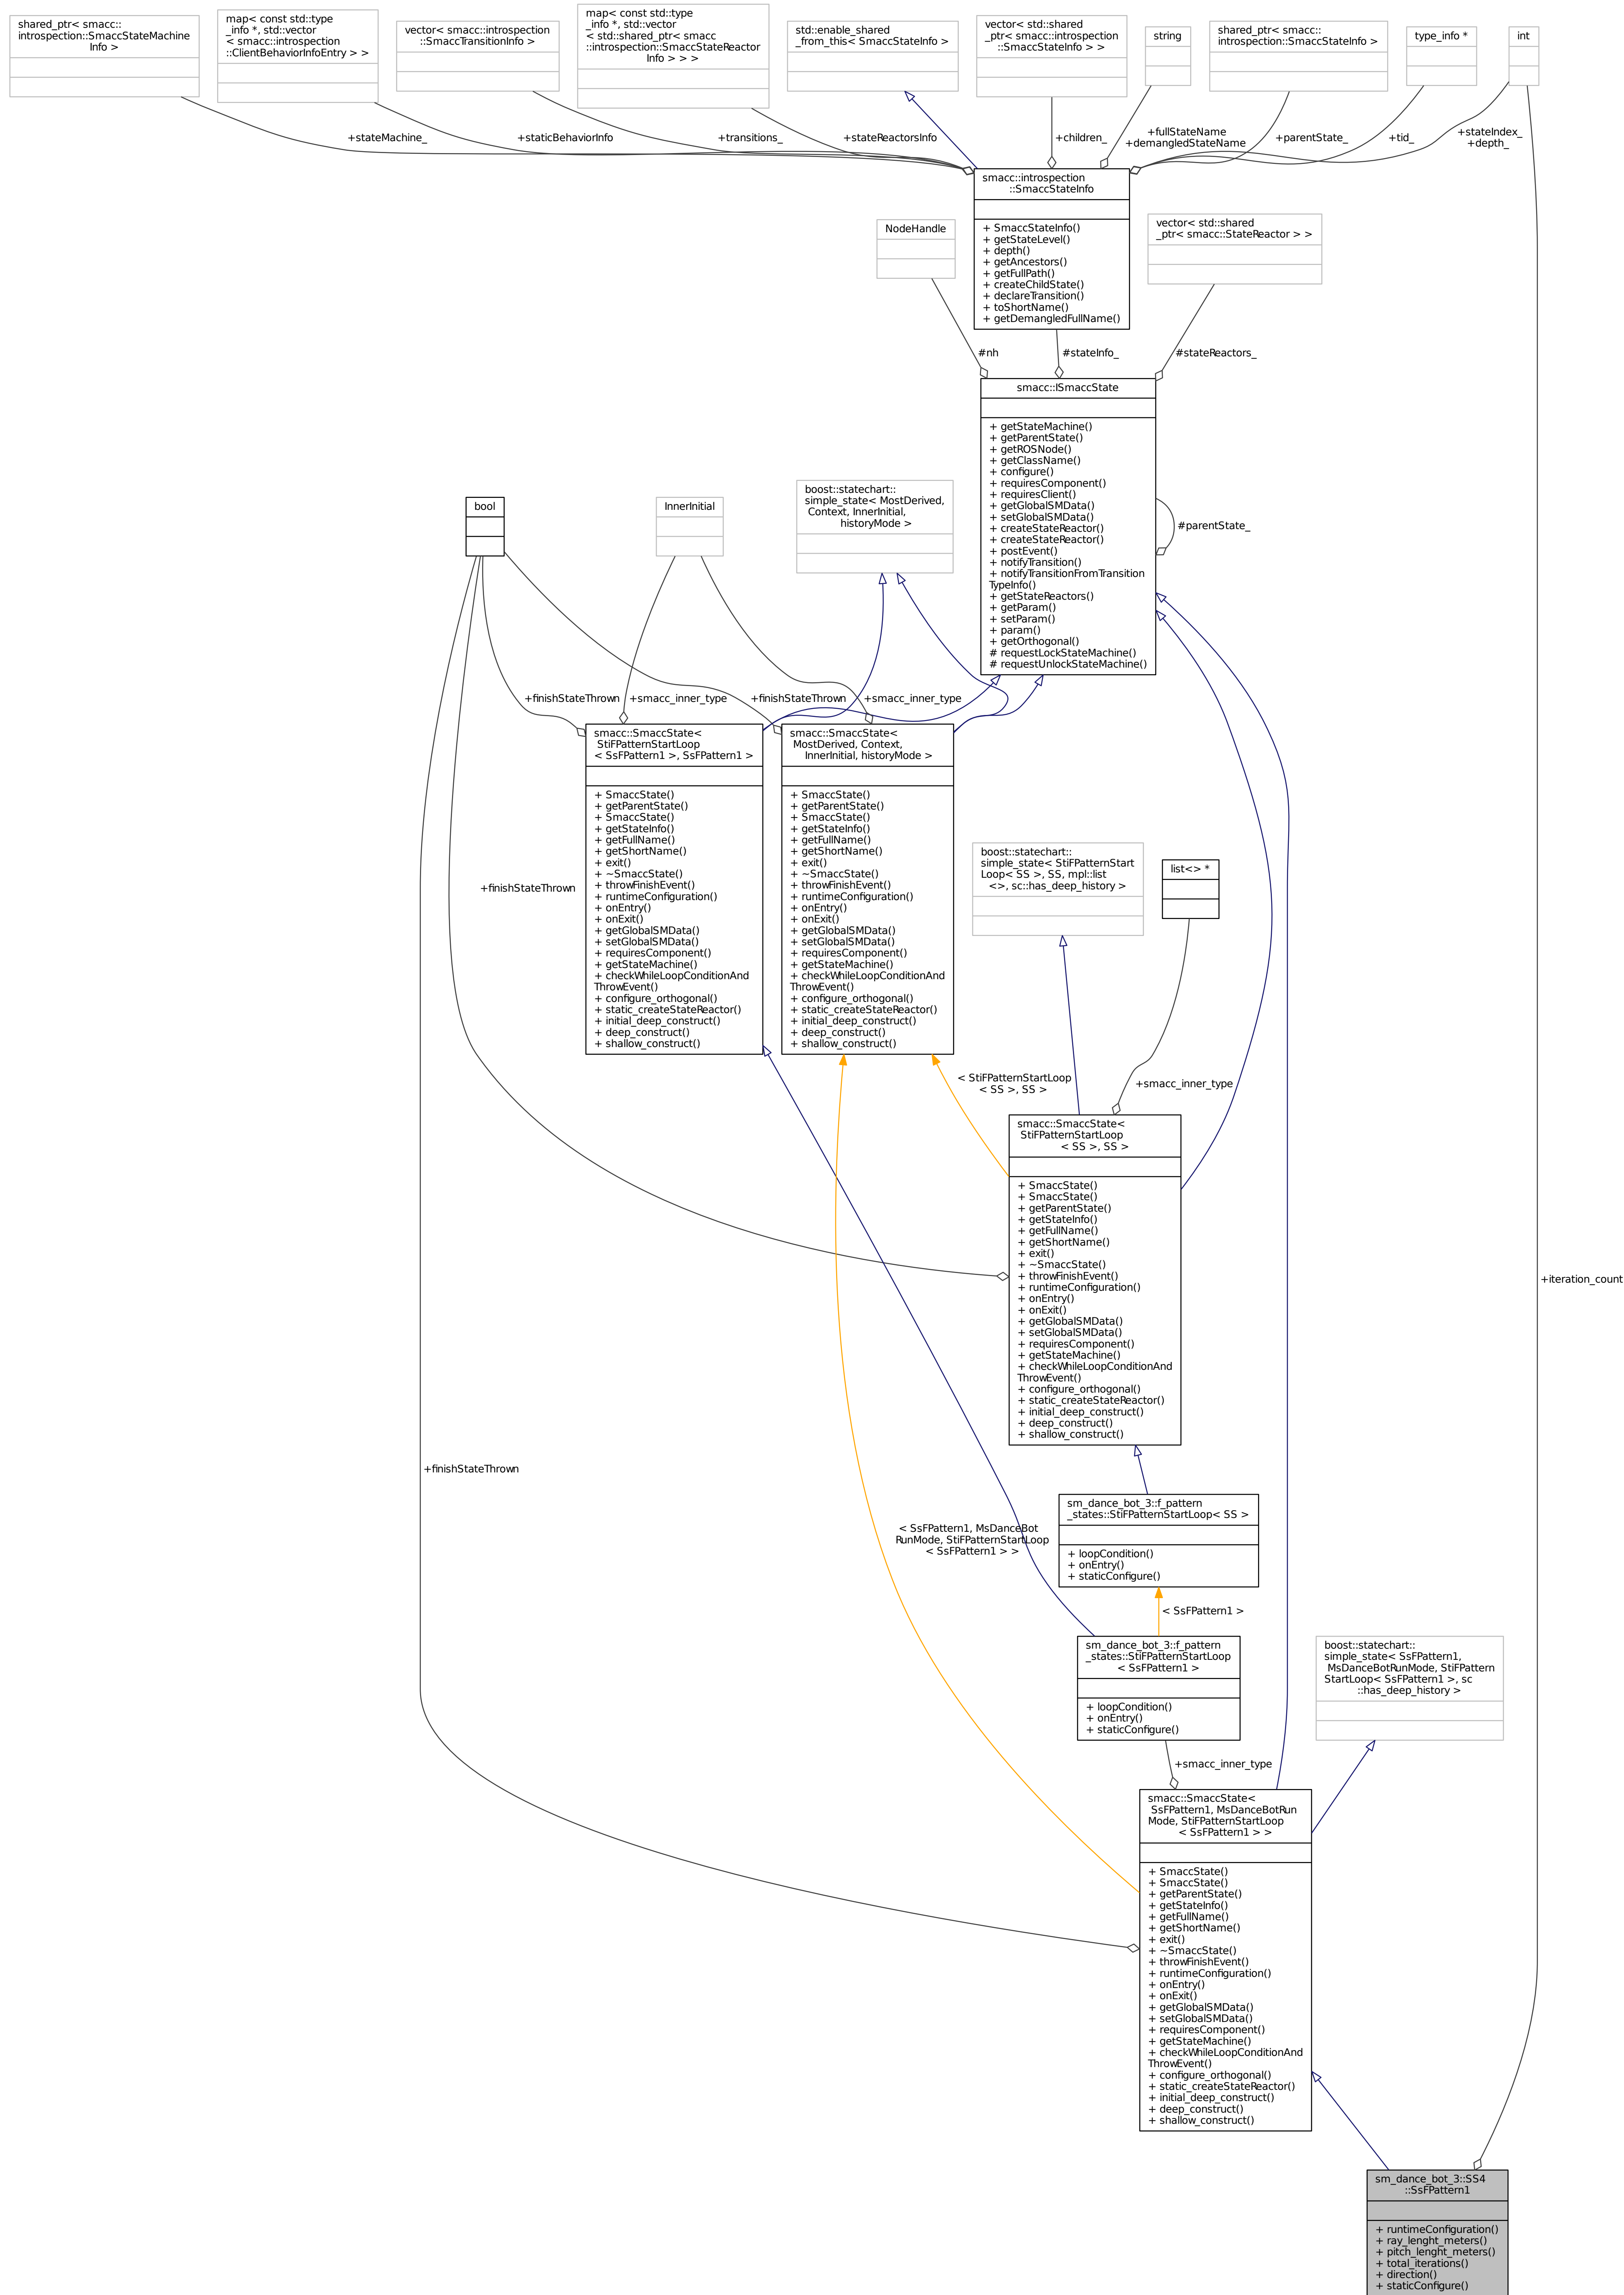 shared_ptr< smacc::
introspection::SmaccStateMachine
Info >
map< const std::type
_info *, std::vector
< smacc::introspection
::ClientBehaviorInfoEntry > >
vector< smacc::introspection
::SmaccTransitionInfo >
map< const std::type
_info *, std::vector
< std::shared_ptr< smacc
::introspection::SmaccStateReactor
Info > > >
std::enable_shared
_from_this< SmaccStateInfo >
vector< std::shared
_ptr< smacc::introspection
::SmaccStateInfo > >
string
shared_ptr< smacc::
introspection::SmaccStateInfo >
type_info *
int
+stateMachine_
+staticBehaviorInfo
+transitions_
+stateReactorsInfo
+children_
+fullStateName
+demangledStateName
+parentState_
+tid_
+stateIndex_
+depth_
smacc::introspection
::SmaccStateInfo
+ SmaccStateInfo()
+ getStateLevel()
+ depth()
+ getAncestors()
+ getFullPath()
+ createChildState()
+ declareTransition()
+ toShortName()
+ getDemangledFullName()
NodeHandle
vector< std::shared
_ptr< smacc::StateReactor > >
#nh
#stateInfo_
#stateReactors_
smacc::ISmaccState
+ getStateMachine()
+ getParentState()
+ getROSNode()
+ getClassName()
+ configure()
+ requiresComponent()
+ requiresClient()
+ getGlobalSMData()
+ setGlobalSMData()
+ createStateReactor()
+ createStateReactor()
+ postEvent()
+ notifyTransition()
+ notifyTransitionFromTransition
TypeInfo()
+ getStateReactors()
+ getParam()
+ setParam()
+ param()
+ getOrthogonal()
# requestLockStateMachine()
# requestUnlockStateMachine()
#parentState_
bool
InnerInitial
boost::statechart::
simple_state< MostDerived,
Context, InnerInitial,
historyMode >
+finishStateThrown
+smacc_inner_type
+finishStateThrown
+smacc_inner_type
smacc::SmaccState<
StiFPatternStartLoop
< SsFPattern1 >, SsFPattern1 >
+ SmaccState()
+ getParentState()
+ SmaccState()
+ getStateInfo()
+ getFullName()
+ getShortName()
+ exit()
+ ~SmaccState()
+ throwFinishEvent()
+ runtimeConfiguration()
+ onEntry()
+ onExit()
+ getGlobalSMData()
+ setGlobalSMData()
+ requiresComponent()
+ getStateMachine()
+ checkWhileLoopConditionAnd
ThrowEvent()
+ configure_orthogonal()
+ static_createStateReactor()
+ initial_deep_construct()
+ deep_construct()
+ shallow_construct()
smacc::SmaccState<
MostDerived, Context,
InnerInitial, historyMode >
+ SmaccState()
+ getParentState()
+ SmaccState()
+ getStateInfo()
+ getFullName()
+ getShortName()
+ exit()
+ ~SmaccState()
+ throwFinishEvent()
+ runtimeConfiguration()
+ onEntry()
+ onExit()
+ getGlobalSMData()
+ setGlobalSMData()
+ requiresComponent()
+ getStateMachine()
+ checkWhileLoopConditionAnd
ThrowEvent()
+ configure_orthogonal()
+ static_createStateReactor()
+ initial_deep_construct()
+ deep_construct()
+ shallow_construct()
+finishStateThrown
boost::statechart::
simple_state< StiFPatternStart
Loop< SS >, SS, mpl::list
<>, sc::has_deep_history >
list<> *
< StiFPatternStartLoop
< SS >, SS >
+smacc_inner_type
smacc::SmaccState<
StiFPatternStartLoop
< SS >, SS >
+ SmaccState()
+ SmaccState()
+ getParentState()
+ getStateInfo()
+ getFullName()
+ getShortName()
+ exit()
+ ~SmaccState()
+ throwFinishEvent()
+ runtimeConfiguration()
+ onEntry()
+ onExit()
+ getGlobalSMData()
+ setGlobalSMData()
+ requiresComponent()
+ getStateMachine()
+ checkWhileLoopConditionAnd
ThrowEvent()
+ configure_orthogonal()
+ static_createStateReactor()
+ initial_deep_construct()
+ deep_construct()
+ shallow_construct()
+iteration_count
+finishStateThrown
sm_dance_bot_3::f_pattern
_states::StiFPatternStartLoop< SS >
+ loopCondition()
+ onEntry()
+ staticConfigure()
< SsFPattern1, MsDanceBot
RunMode, StiFPatternStartLoop
< SsFPattern1 > >
< SsFPattern1 >
sm_dance_bot_3::f_pattern
_states::StiFPatternStartLoop
< SsFPattern1 >
+ loopCondition()
+ onEntry()
+ staticConfigure()
boost::statechart::
simple_state< SsFPattern1,
MsDanceBotRunMode, StiFPattern
StartLoop< SsFPattern1 >, sc
::has_deep_history >
+smacc_inner_type
smacc::SmaccState<
SsFPattern1, MsDanceBotRun
Mode, StiFPatternStartLoop
< SsFPattern1 > >
+ SmaccState()
+ SmaccState()
+ getParentState()
+ getStateInfo()
+ getFullName()
+ getShortName()
+ exit()
+ ~SmaccState()
+ throwFinishEvent()
+ runtimeConfiguration()
+ onEntry()
+ onExit()
+ getGlobalSMData()
+ setGlobalSMData()
+ requiresComponent()
+ getStateMachine()
+ checkWhileLoopConditionAnd
ThrowEvent()
+ configure_orthogonal()
+ static_createStateReactor()
+ initial_deep_construct()
+ deep_construct()
+ shallow_construct()
sm_dance_bot_3::SS4
::SsFPattern1
+ runtimeConfiguration()
+ ray_lenght_meters()
+ pitch_lenght_meters()
+ total_iterations()
+ direction()
+ staticConfigure()